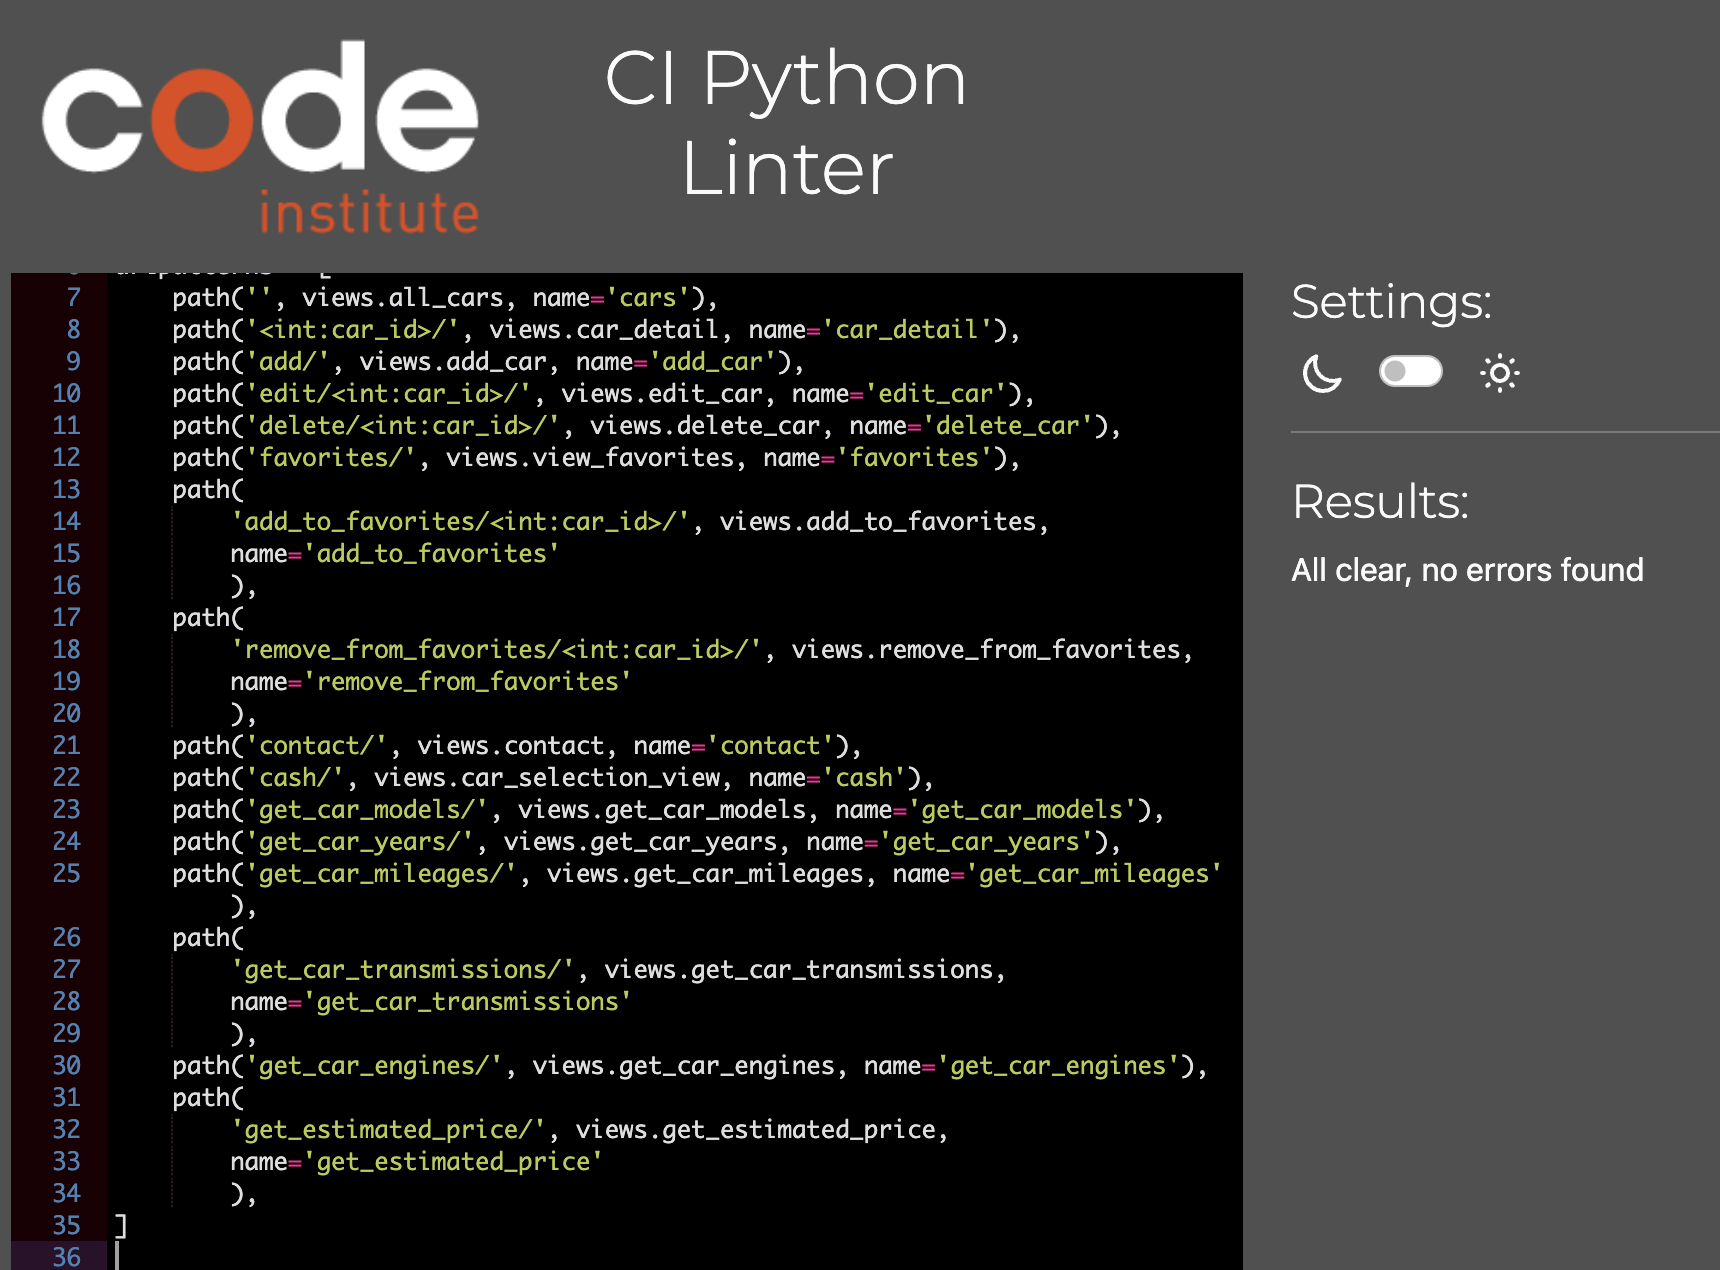 code
institute
CI Python
Linter
7 path('', views.all_cars, name='cars'),
8 path('<int:car_id>/', views.car_detail, name='car_detail'),
9 path('add/', views.add_car, name='add_car'),
10 path('edit/<int:car_id>/', views.edit_car, name='edit_car'),
11 path('delete/<int:car_id>/', views.delete_car, name='delete_car'),
12 path('favorites/', views.view_favorites, name='favorites'),
13 path(
14 'add_to_favorites/<int:car_id>/', views.add_to_favorites,
15 name='add_to_favorites'
16 ),
17 path(
18 'remove_from_favorites/<int:car_id>/', views.remove_from_favorites,
19 name='remove_from_favorites'
20 ),
21 path('contact/', views.contact, name='contact'),
22 path('cash/', views.car_selection_view, name='cash'),
23 path('get_car_models/', views.get_car_models, name='get_car_models'),
24 path('get_car_years/', views.get_car_years, name='get_car_years'),
25 path('get_car_mileages/', views.get_car_mileages, name='get_car_mileages'
),
26 path(
27 'get_car_transmissions/', views.get_car_transmissions,
28 name='get_car_transmissions'
29 ),
30 path('get_car_engines/', views.get_car_engines, name='get_car_engines'),
31 path(
32 'get_estimated_price/', views.get_estimated_price,
33 name='get_estimated_price'
34 ),
35 ]
36
Settings:
Results:
All clear, no errors found